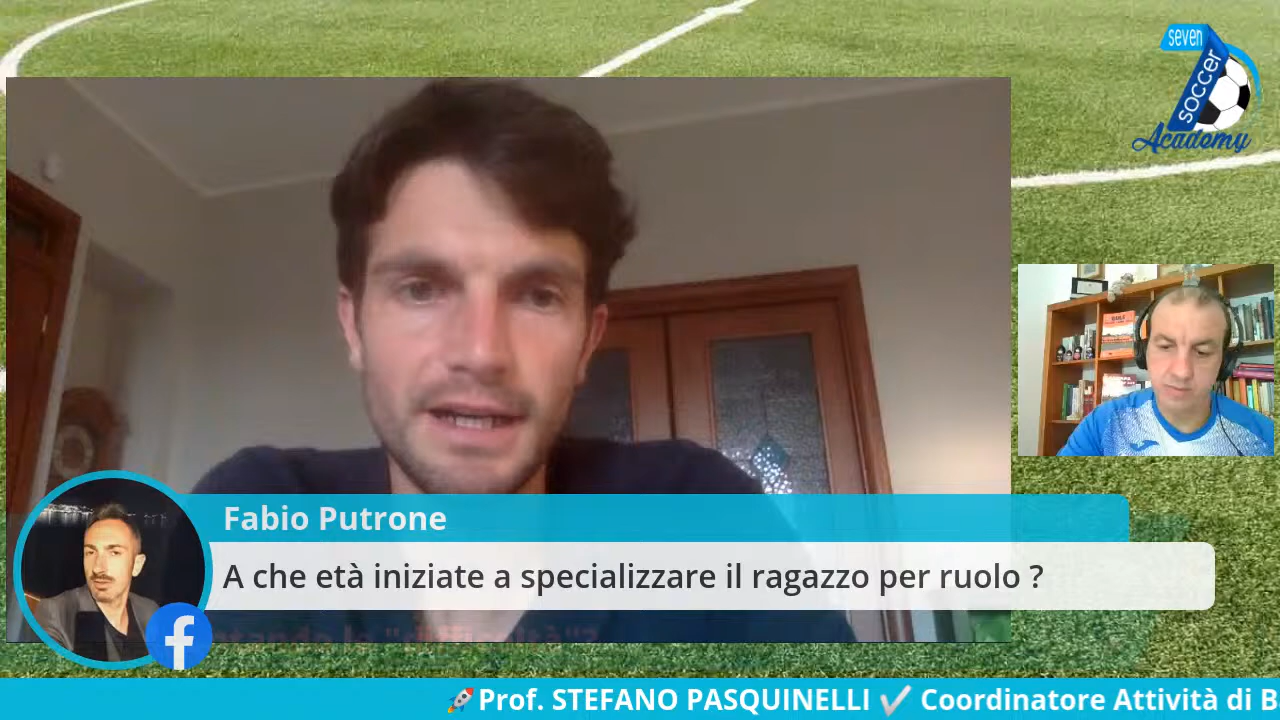 seven
soccer
Academy
Fabio Putrone
A che età iniziate a specializzare il ragazzo per ruolo ?
🚀Prof. STEFANO PASQUINELLI ✔ Coordinatore Attività di B